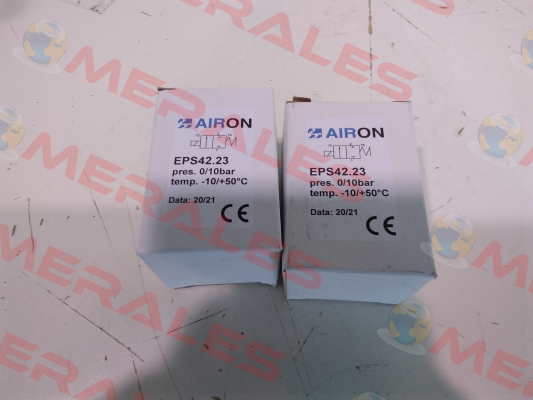 MERALES
AIRON
EPS42.23
pres. 0/10bar
temp. -10/+50°C
Data: 20/21
CE
AIRON
EPS42.23
pres. 0/10bar
temp. -10/+50°C
Data: 20/21
CE
MERALES
MERALES